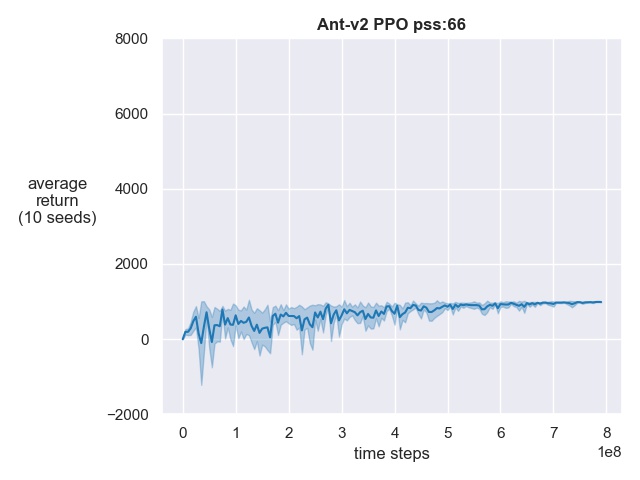 Ant-v2 PPO pss:66
8000
6000
4000
2000
0
−2000
average
return
(10 seeds)
0 1 2 3 4 5 6 7 8
1e8
time steps